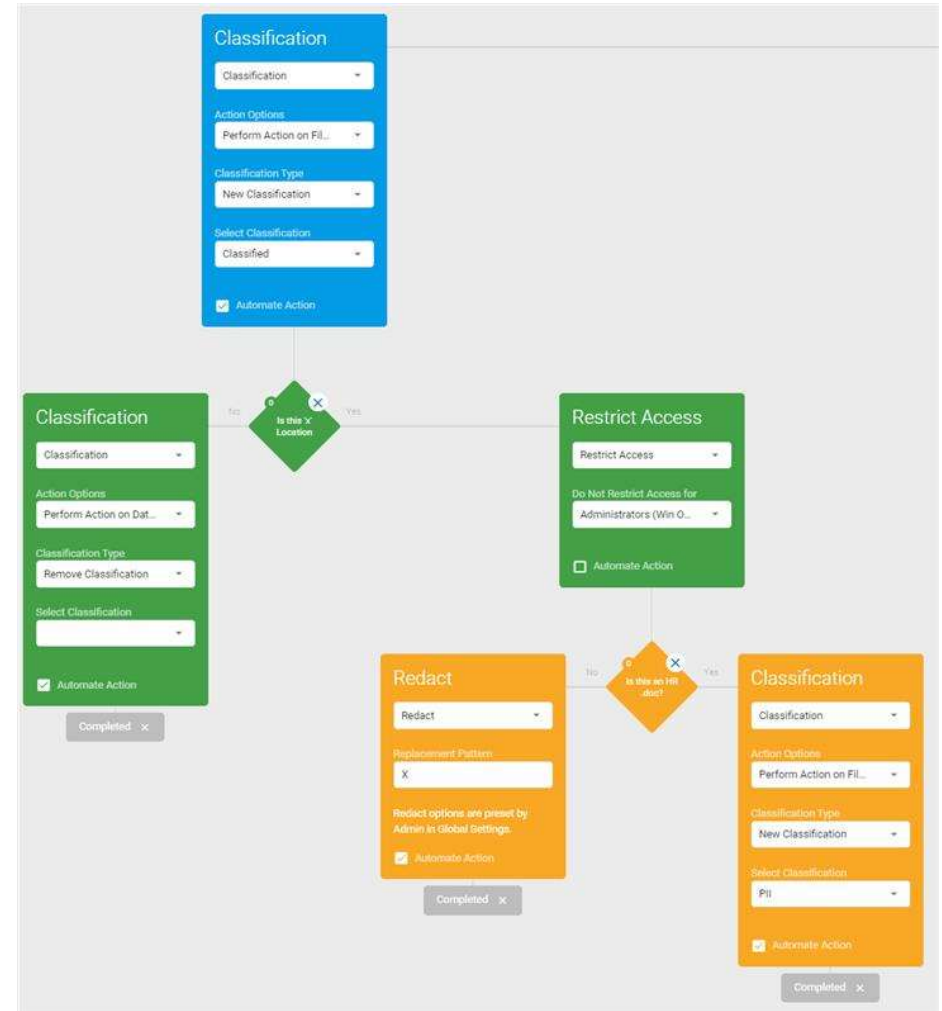 Classification
Classification
Action Options
Perform Action on Fil...
Classification Type
New Classification
Select Classification
Classified
Automate Action
No
0
Is this 'x'
Location
Yes
Classification
Classification
Action Options
Perform Action on Dat...
Classification Type
Remove Classification
Select Classification
Automate Action
Completed ×
Restrict Access
Restrict Access
Do Not Restrict Access for
Administrators (Win O...
Automate Action
No
0
Is this an HR
.doc?
Yes
Redact
Redact
Replacement Pattern
X
Redact options are preset by
Admin in Global Settings.
Automate Action
Completed ×
Classification
Classification
Action Options
Perform Action on Fil...
Classification Type
New Classification
Select Classification
PII
Automate Action
Completed ×